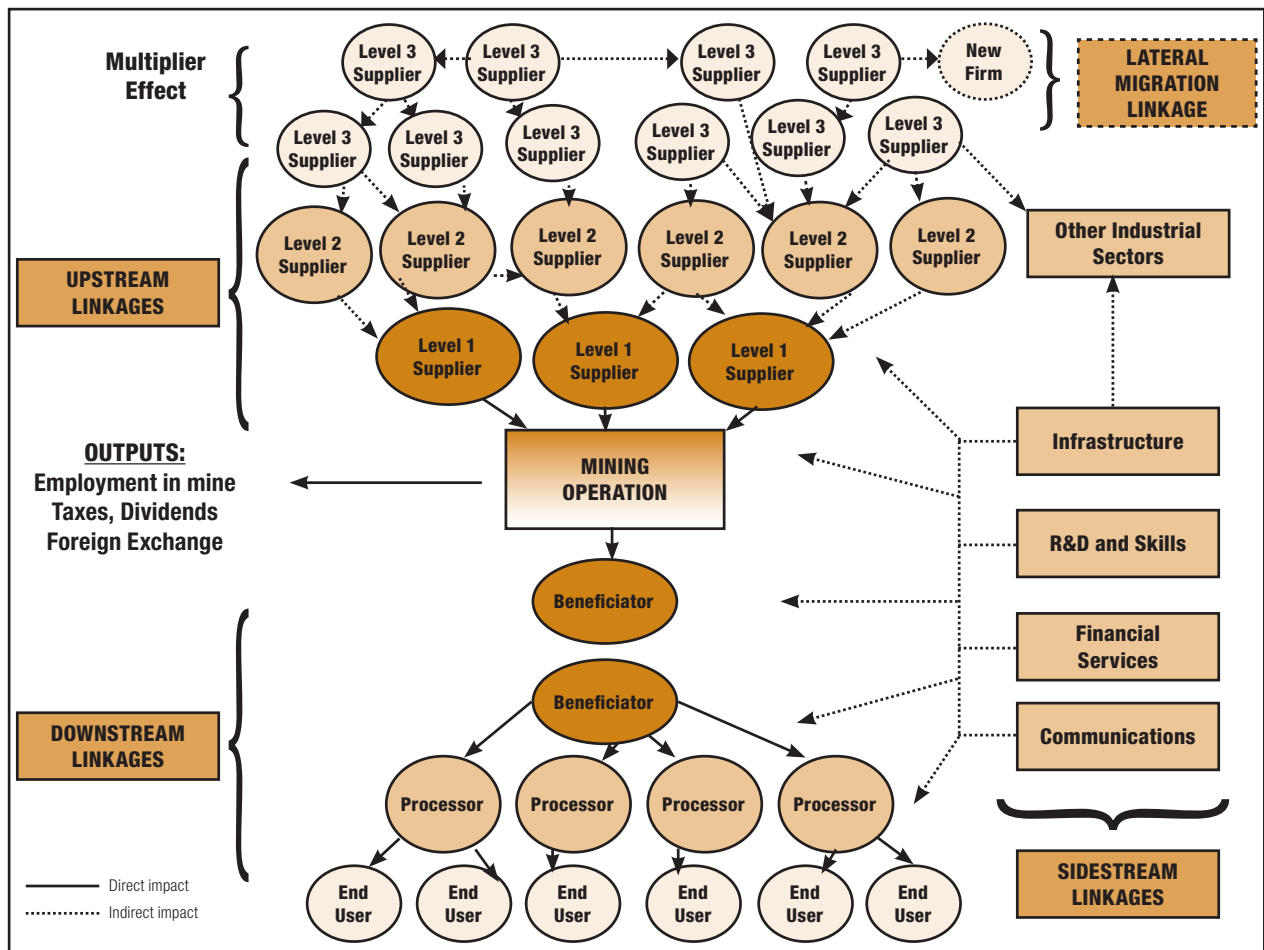 Multiplier
Effect
Level 3
Supplier
Level 3
Supplier
Level 3
Supplier
Level 3
Supplier
New
Firm
LATERAL
MIGRATION
LINKAGE
Level 3
Supplier
Level 3
Supplier
Level 3
Supplier
Level 3
Supplier
Level 3
Supplier
Level 3
Supplier
UPSTREAM
LINKAGES
Level 2
Supplier
Level 2
Supplier
Level 2
Supplier
Level 2
Supplier
Level 2
Supplier
Level 2
Supplier
Other Industrial
Sectors
Level 1
Supplier
Level 1
Supplier
Level 1
Supplier
OUTPUTS:
Employment in mine
Taxes, Dividends
Foreign Exchange
MINING
OPERATION
Infrastructure
R&D and Skills
Financial
Services
Communications
Beneficiator
Beneficiator
DOWNSTREAM
LINKAGES
Processor
Processor
Processor
Processor
End
User
End
User
End
User
End
User
End
User
End
User
SIDESTREAM
LINKAGES
Direct impact
Indirect impact